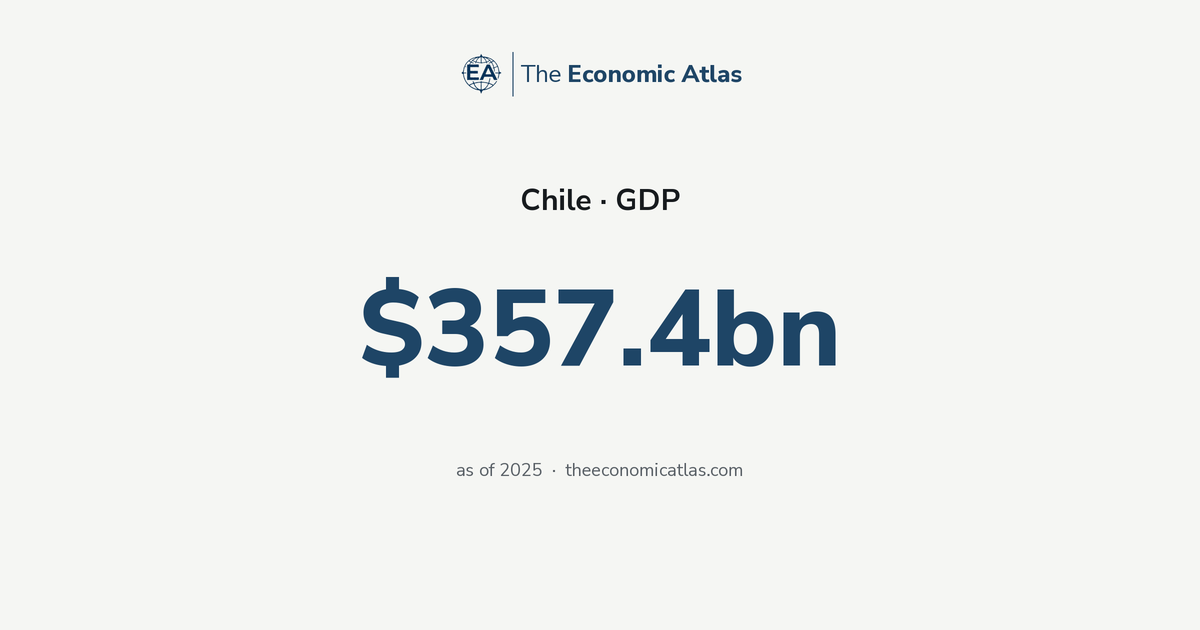 EA The Economic Atlas
Chile · GDP
$357.4bn
as of 2025 · theeconomicatlas.com